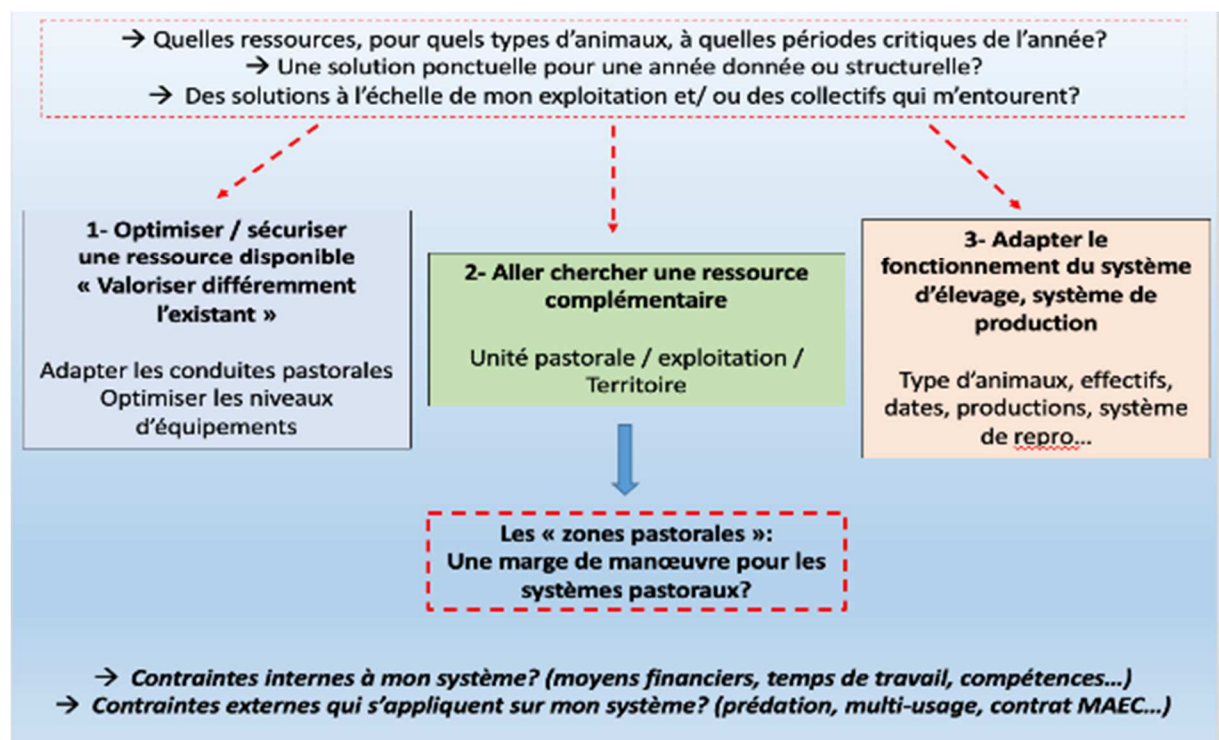 → Quelles ressources, pour quels types d’animaux, à quelles périodes critiques de l’année?
→ Une solution ponctuelle pour une année donnée ou structurelle?
→ Des solutions à l’échelle de mon exploitation et/ ou des collectifs qui m’entourent?
1- Optimiser / sécuriser
une ressource disponible
« Valoriser différemment
l’existant »
Adapter les conduites pastorales
Optimiser les niveaux
d’équipements
2- Aller chercher une ressource
complémentaire
Unité pastorale / exploitation /
Territoire
3- Adapter le
fonctionnement du système
d’élevage, système de
production
Type d’animaux, effectifs,
dates, productions, système
de repro…
Les « zones pastorales »:
Une marge de manœuvre pour les
systèmes pastoraux?
→ Contraintes internes à mon système? (moyens financiers, temps de travail, compétences…)
→ Contraintes externes qui s’appliquent sur mon système? (prédation, multi-usage, contrat MAEC…)